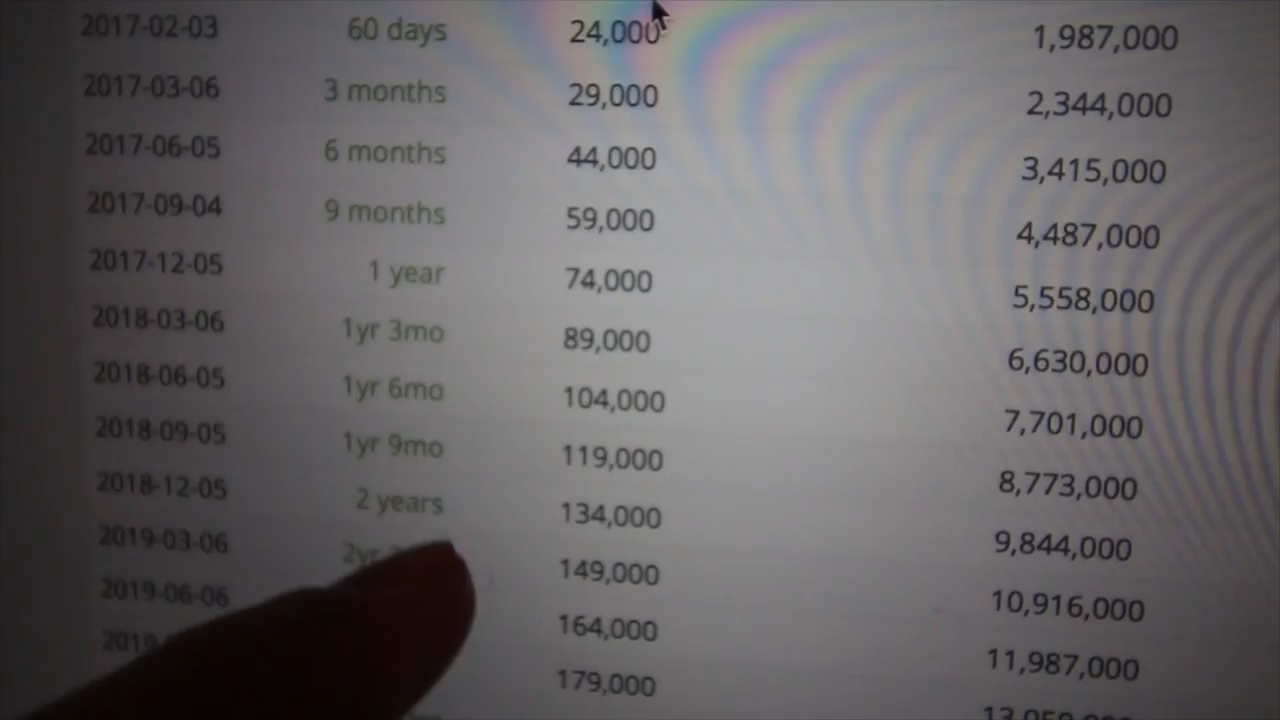 2017-02-03 60 days 24,000 1,987,000
2017-03-06 3 months 29,000 2,344,000
2017-06-05 6 months 44,000 3,415,000
2017-09-04 9 months 59,000 4,487,000
2017-12-05 1 year 74,000 5,558,000
2018-03-06 1yr 3mo 89,000 6,630,000
2018-06-05 1yr 6mo 104,000 7,701,000
2018-09-05 1yr 9mo 119,000 8,773,000
2018-12-05 2 years 134,000 9,844,000
2019-03-06 2yr 149,000 10,916,000
2019-06-06 164,000 11,987,000
2019 179,000